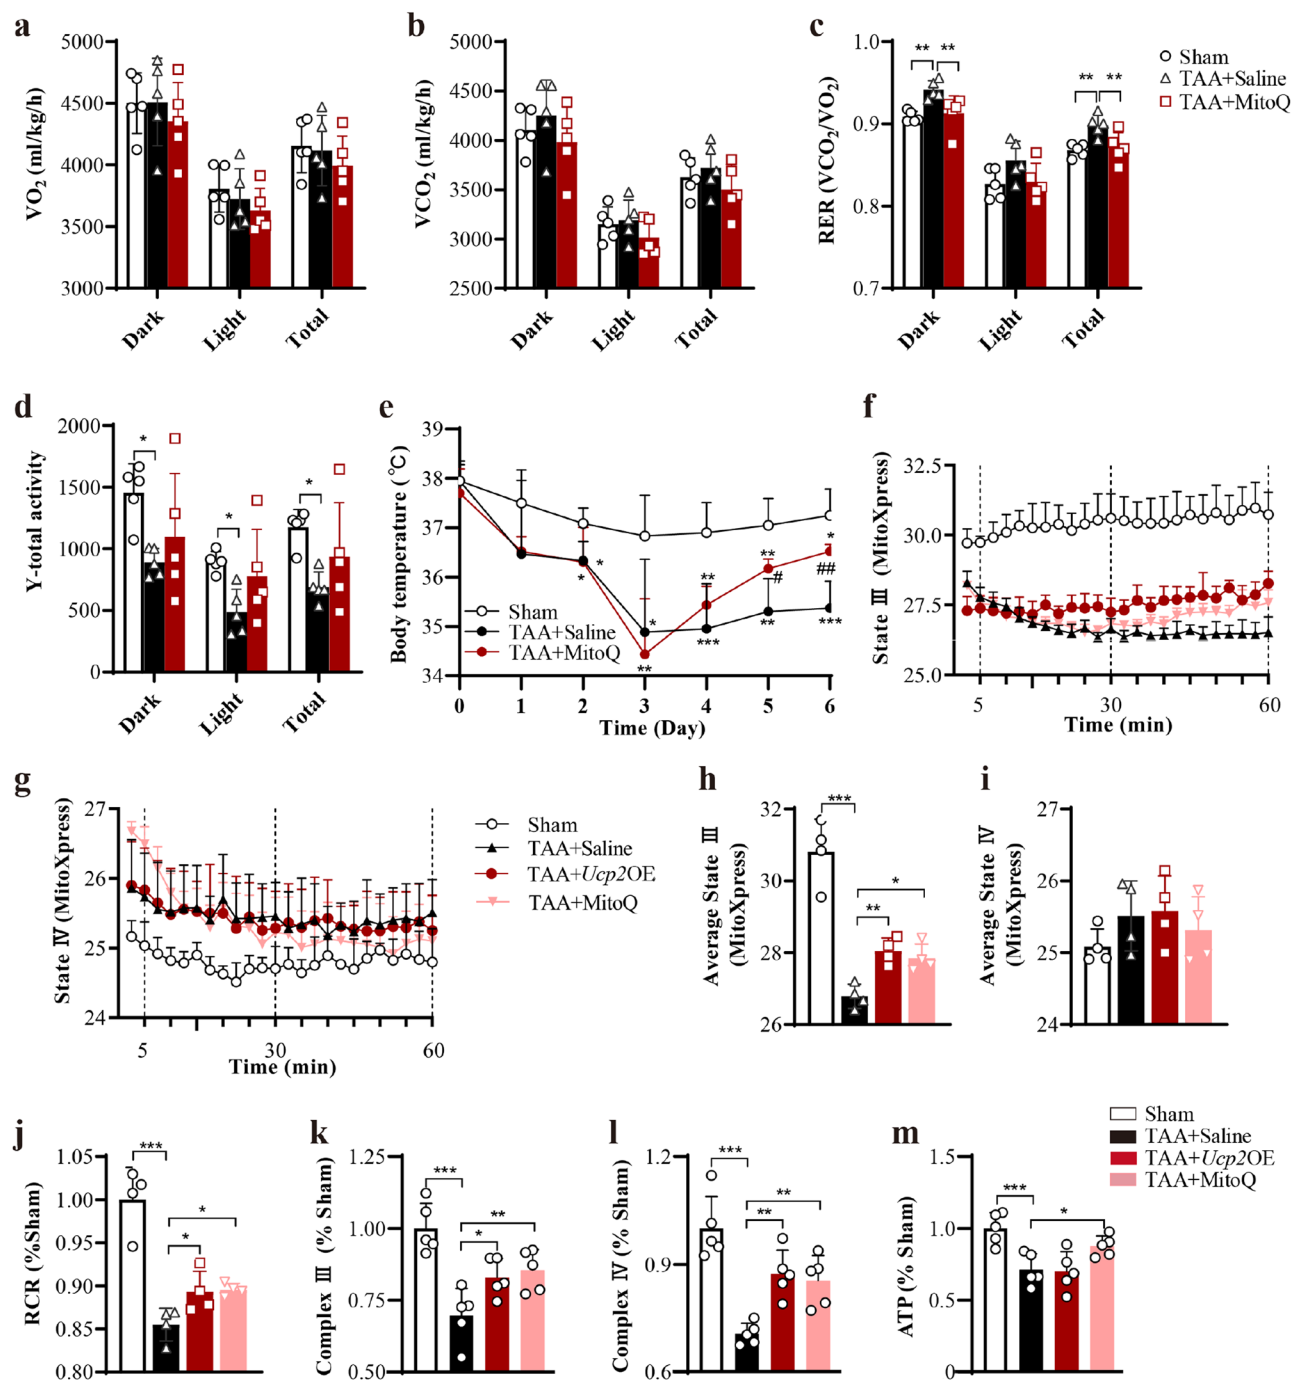 a
5000
4500
4000
3500
3000
VO2 (ml/kg/h)
Dark
Light
Total
b
5000
4500
4000
3500
3000
2500
VCO2 (ml/kg/h)
Dark
Light
Total
c
1.0
0.9
0.8
0.7
RER (VCO2/VO2)
** **
** **
Dark
Light
Total
Sham
TAA+Saline
TAA+MitoQ
d
2000
1500
1000
500
0
Y-total activity
*
*
*
Dark
Light
Total
e
39
38
37
36
35
34
Body temperature (℃)
*
*
*
**
**
***
**
#
**
*
##
***
Sham
TAA+Saline
TAA+MitoQ
0 1 2 3 4 5 6
Time (Day)
f
32.5
30.0
27.5
25.0
State Ⅲ (MitoXpress)
5 30 60
Time (min)
g
27
26
25
24
State Ⅳ (MitoXpress)
5 30 60
Time (min)
Sham
TAA+Saline
TAA+Ucp2OE
TAA+MitoQ
h
32
30
28
26
Average State Ⅲ
(MitoXpress)
***
*
**
i
27
26
25
24
Average State Ⅳ
(MitoXpress)
j
1.05
1.00
0.95
0.90
0.85
0.80
RCR (%Sham)
***
*
*
k
1.25
1.00
0.75
0.50
Complex Ⅲ (% Sham)
***
**
*
l
1.2
0.9
0.6
Complex Ⅳ (% Sham)
***
**
**
m
1.5
1.0
0.5
0
ATP (% Sham)
***
*
Sham
TAA+Saline
TAA+Ucp2OE
TAA+MitoQ